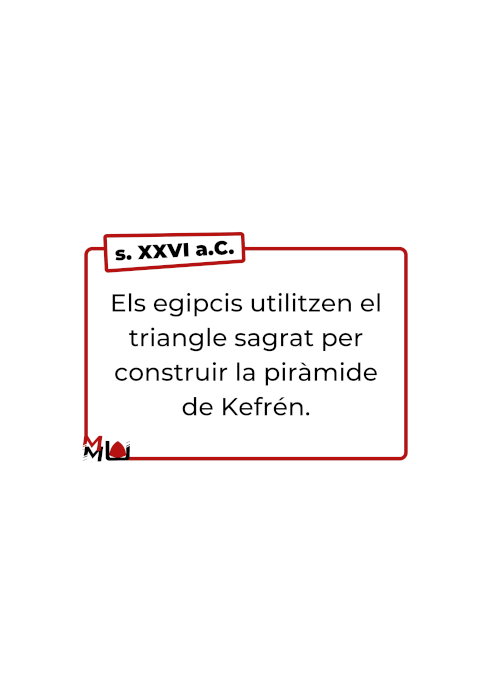 s. XXVI a.C.
Els egipcis utilitzen el
triangle sagrat per
construir la piràmide
de Kefrén.